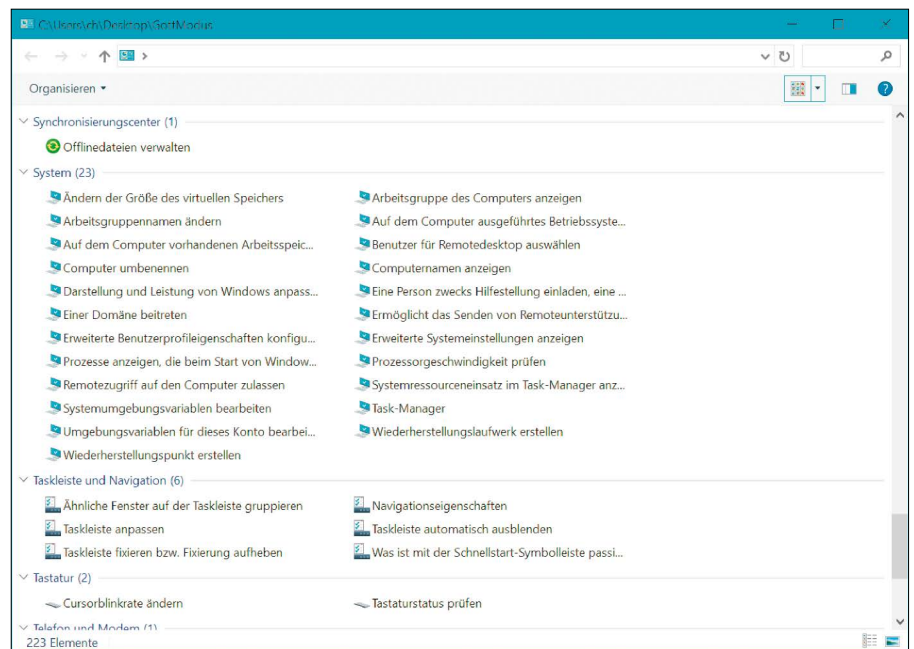 C:\Users\ch\Desktop\GottModus
Organisieren
Synchronisierungscenter (1)
Offlinedateien verwalten
System (23)
Ändern der Größe des virtuellen Speichers
Arbeitsgruppe des Computers anzeigen
Arbeitsgruppennamen ändern
Auf dem Computer ausgeführtes Betriebssyste...
Auf dem Computer vorhandenen Arbeitsspeic...
Benutzer für Remotedesktop auswählen
Computer umbenennen
Computernamen anzeigen
Darstellung und Leistung von Windows anpass...
Eine Person zwecks Hilfestellung einladen, eine ...
Einer Domäne beitreten
Ermöglicht das Senden von Remoteunterstützu...
Erweiterte Benutzerprofileigenschaften konfigu...
Erweiterte Systemeinstellungen anzeigen
Prozesse anzeigen, die beim Start von Window...
Prozessorgeschwindigkeit prüfen
Remotezugriff auf den Computer zulassen
Systemressourceneinsatz im Task-Manager anz...
Systemumgebungsvariablen bearbeiten
Task-Manager
Umgebungsvariablen für dieses Konto bearbei...
Wiederherstellungslaufwerk erstellen
Wiederherstellungspunkt erstellen
Taskleiste und Navigation (6)
Ähnliche Fenster auf der Taskleiste gruppieren
Navigationseigenschaften
Taskleiste anpassen
Taskleiste automatisch ausblenden
Taskleiste fixieren bzw. Fixierung aufheben
Was ist mit der Schnellstart-Symbolleiste passi...
Tastatur (2)
Cursorblinkrate ändern
Tastaturstatus prüfen
Telefon und Modem (1)
223 Elemente